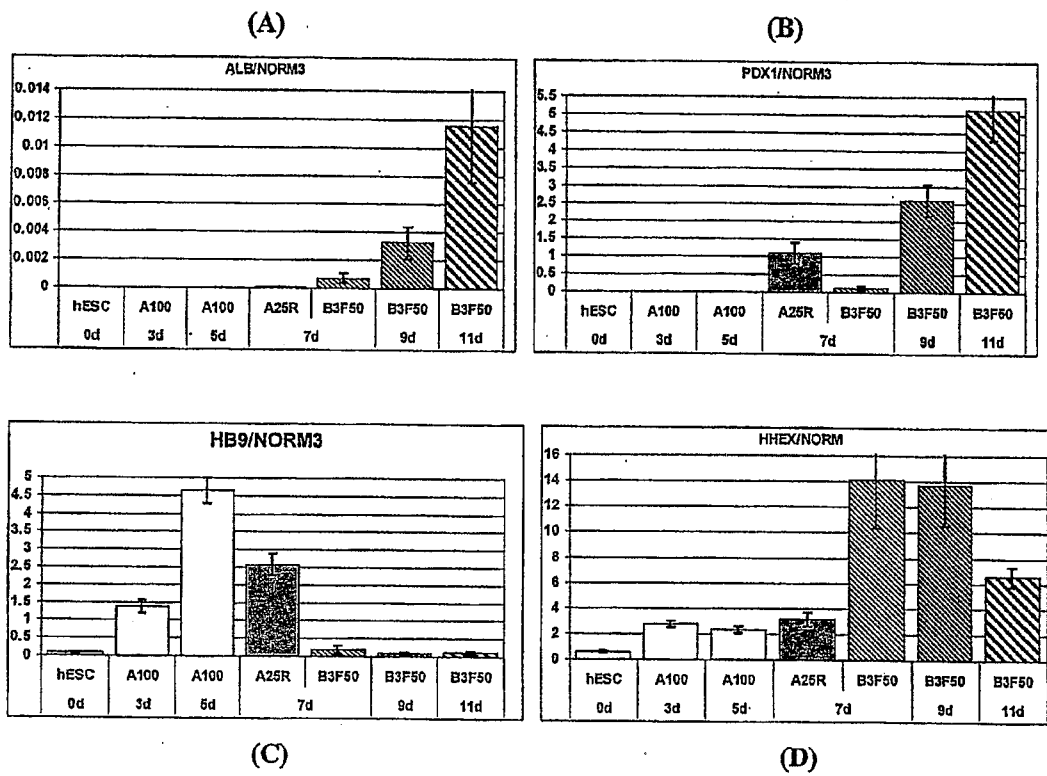 (A)
ALB/NORM3
0.014
0.012
0.01
0.008
0.006
0.004
0.002
0
hESC A100 A100 A25R B3F50 B3F50 B3F50
0d 3d 5d 7d 9d 11d
(B)
PDX1/NORM3
5.5
5
4.5
4
3.5
3
2.5
2
1.5
1
0.5
0
hESC A100 A100 A25R B3F50 B3F50 B3F50
0d 3d 5d 7d 9d 11d
HB9/NORM3
5
4.5
4
3.5
3
2.5
2
1.5
1
0.5
0
hESC A100 A100 A25R B3F50 B3F50 B3F50
0d 3d 5d 7d 9d 11d
(C)
HHEX/NORM
16
14
12
10
8
6
4
2
0
hESC A100 A100 A25R B3F50 B3F50 B3F50
0d 3d 5d 7d 9d 11d
(D)